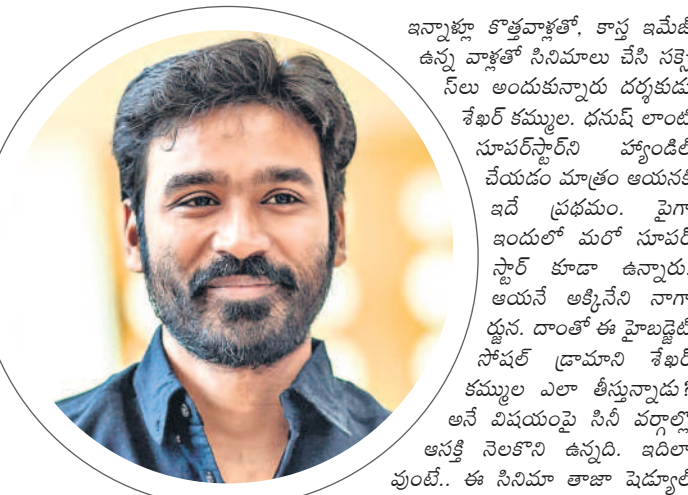 ఇన్నాళ్లూ కొత్తవాళ్లతో, కాస్త ఇమేజ్
ఉన్న వాళ్లతో సినిమాలు చేసి సక్సె
స్‌లు అందుకున్నారు దర్శకుడు
శేఖర్ కమ్ముల. ధనుష్ లాంటి
సూపర్‌స్టార్‌ని హ్యాండిల్
చేయడం మాత్రం ఆయనకి
ఇదే ప్రథమం. పైగా
ఇందులో మరో సూపర్
స్టార్ కూడా ఉన్నారు.
ఆయనే అక్కినేని నాగా
ర్జున. దాంతో ఈ హైబడ్జెట్
సోషల్ డ్రామాని శేఖర్
కమ్ముల ఎలా తీస్తున్నాడు?
అనే విషయంపై సినీ వర్గాల్లో
ఆసక్తి నెలకొని ఉన్నది. ఇదిలా
వుంటే.. ఈ సినిమా తాజా షెడ్యూల్